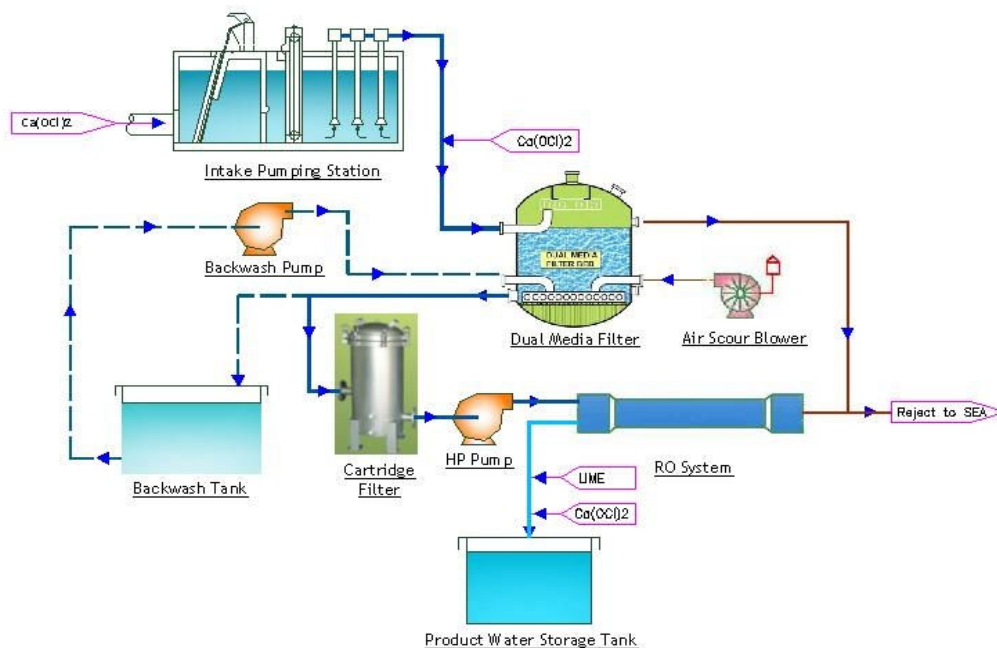 Ca(OCl)2
Intake Pumping Station
Ca(OCl)2
Backwash Pump
DUAL MEDIA
FILTER
Dual Media Filter
Air Scour Blower
Backwash Tank
Cartridge
Filter
HP Pump
RO System
Reject to SEA
LIME
Ca(OCl)2
Product Water Storage Tank